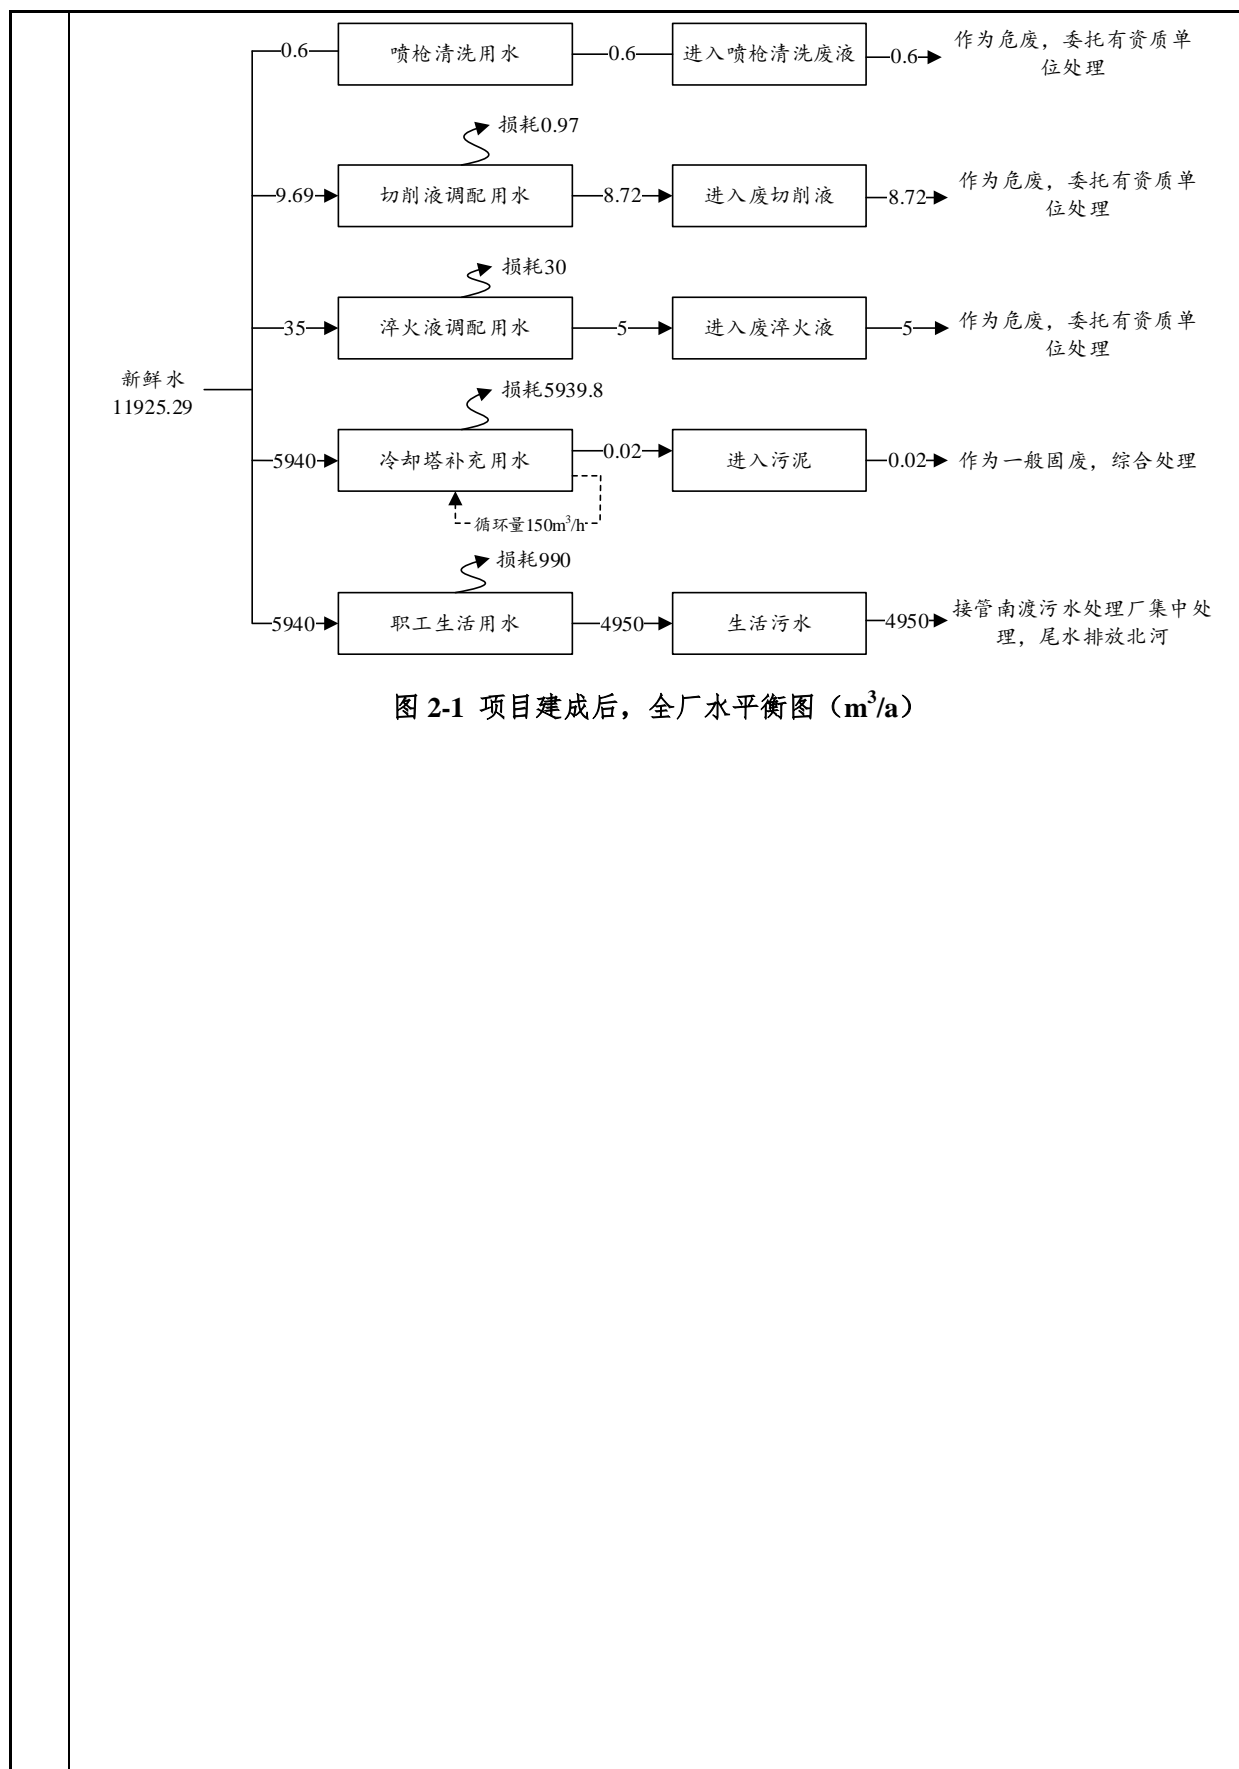 0.6
喷枪清洗用水
0.6
进入喷枪清洗废液
0.6
作为危废，委托有资质单
位处理
损耗0.97
9.69
切削液调配用水
8.72
进入废切削液
8.72
作为危废，委托有资质单
位处理
损耗30
35
淬火液调配用水
5
进入废淬火液
5
作为危废，委托有资质单
位处理
新鲜水
11925.29
损耗5939.8
5940
冷却塔补充用水
0.02
进入污泥
0.02
作为一般固废，综合处理
循环量150m³/h
损耗990
5940
职工生活用水
4950
生活污水
4950
接管南渡污水处理厂集中处
理，尾水排放北河
图 2-1 项目建成后，全厂水平衡图（m³/a）